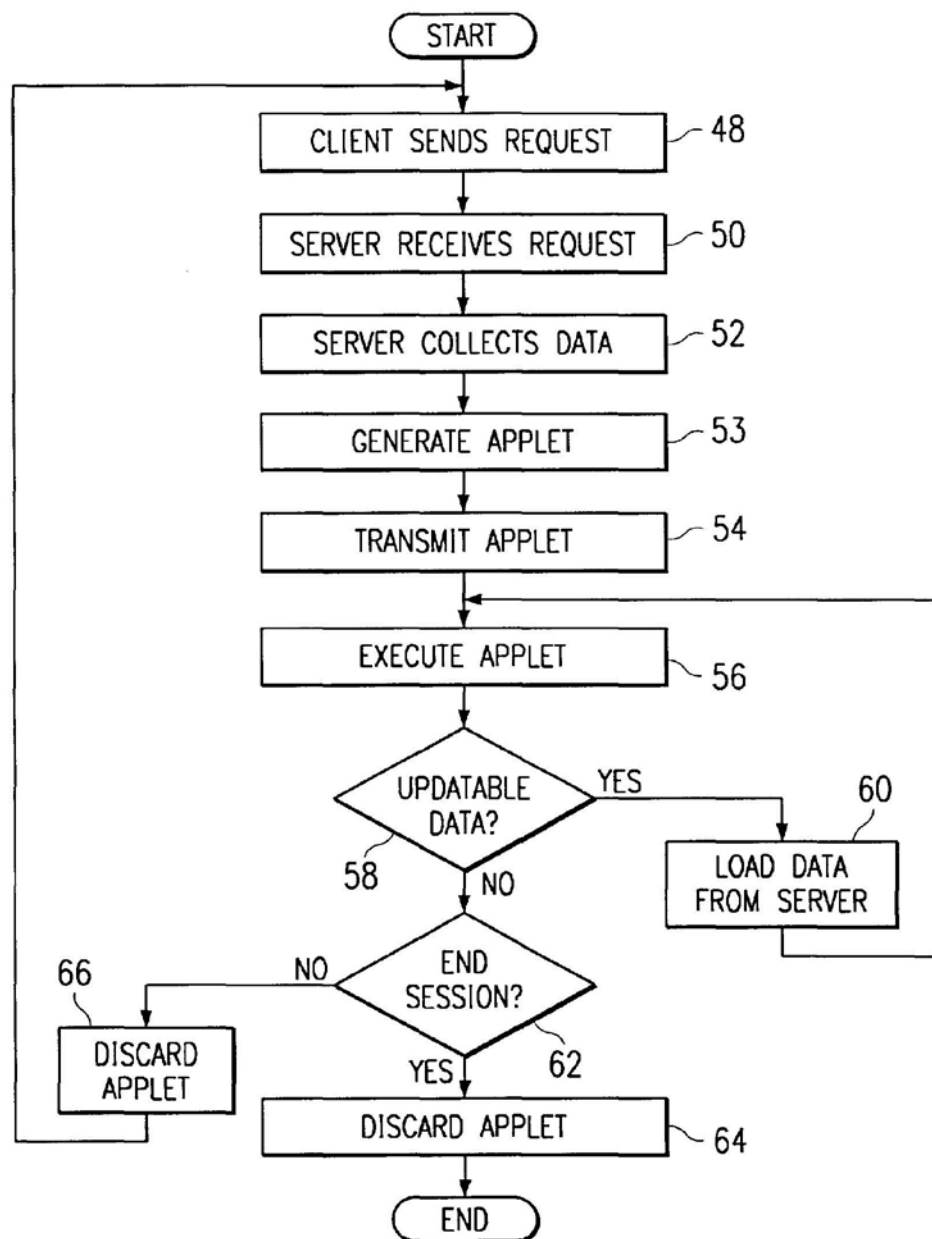 START
CLIENT SENDS REQUEST
48
SERVER RECEIVES REQUEST
50
SERVER COLLECTS DATA
52
GENERATE APPLET
53
TRANSMIT APPLET
54
EXECUTE APPLET
56
UPDATABLE
DATA?
58
YES
NO
60
LOAD DATA
FROM SERVER
END
SESSION?
62
NO
YES
66
DISCARD
APPLET
DISCARD APPLET
64
END